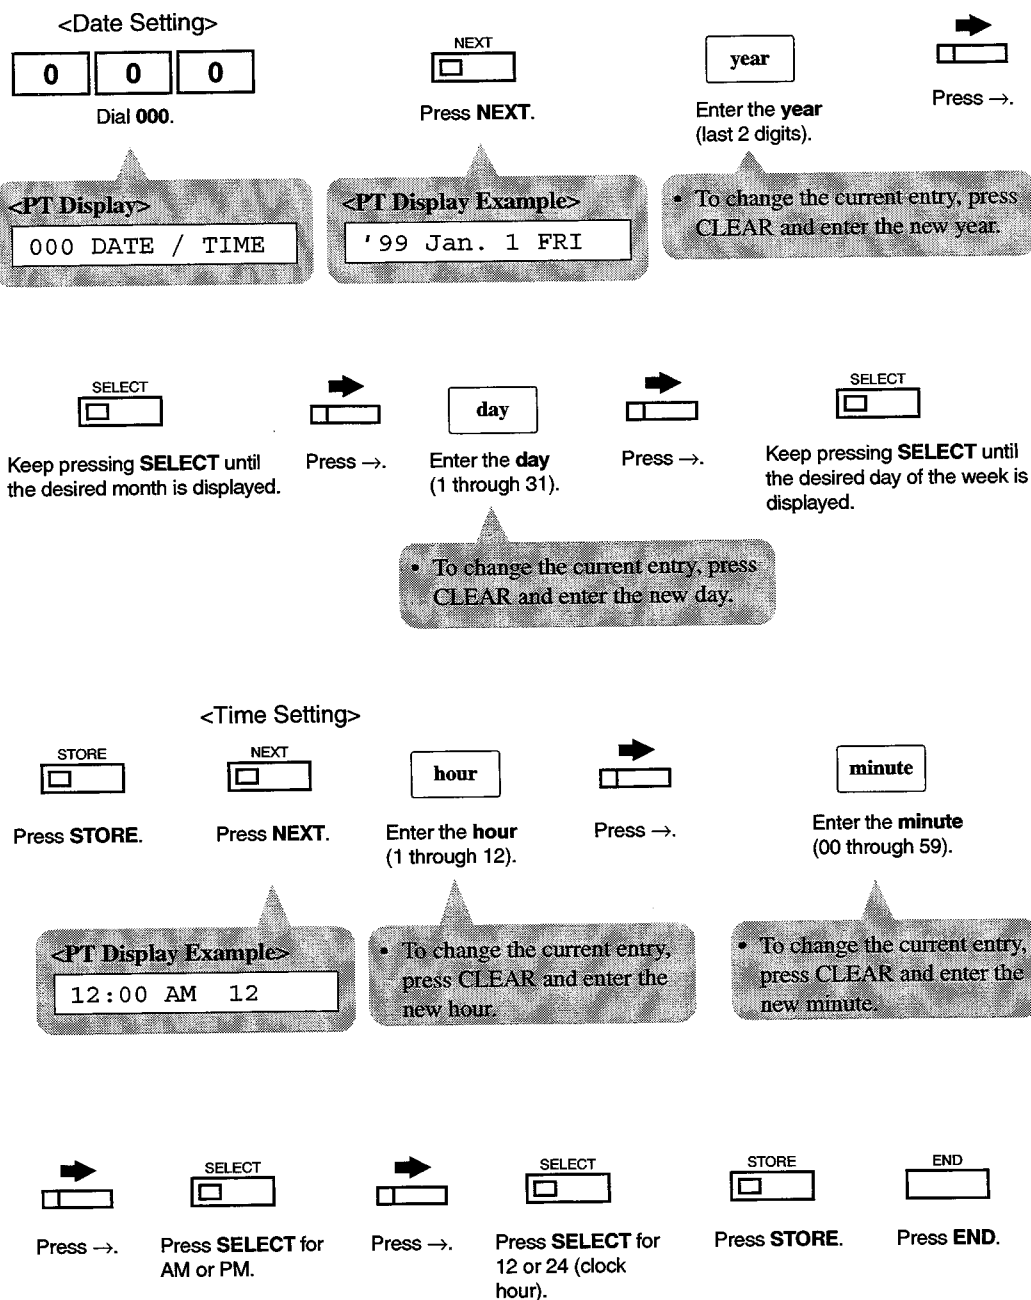 <Date Setting>
0 0 0
Dial 000.
NEXT
Press NEXT.
year
Enter the year
(last 2 digits).
Press →.
<PT Display>
000 DATE / TIME
<PT Display Example>
'99 Jan. 1 FRI
• To change the current entry, press
CLEAR and enter the new year.
SELECT
Keep pressing SELECT until
the desired month is displayed.
Press →.
day
Enter the day
(1 through 31).
Press →.
SELECT
Keep pressing SELECT until
the desired day of the week is
displayed.
• To change the current entry, press
CLEAR and enter the new day.
<Time Setting>
STORE
Press STORE.
NEXT
Press NEXT.
hour
Enter the hour
(1 through 12).
Press →.
minute
Enter the minute
(00 through 59).
<PT Display Example>
12:00 AM 12
• To change the current entry,
press CLEAR and enter the
new hour.
• To change the current entry,
press CLEAR and enter the
new minute.
Press →.
SELECT
Press SELECT for
AM or PM.
Press →.
SELECT
Press SELECT for
12 or 24 (clock
hour).
STORE
Press STORE.
END
Press END.